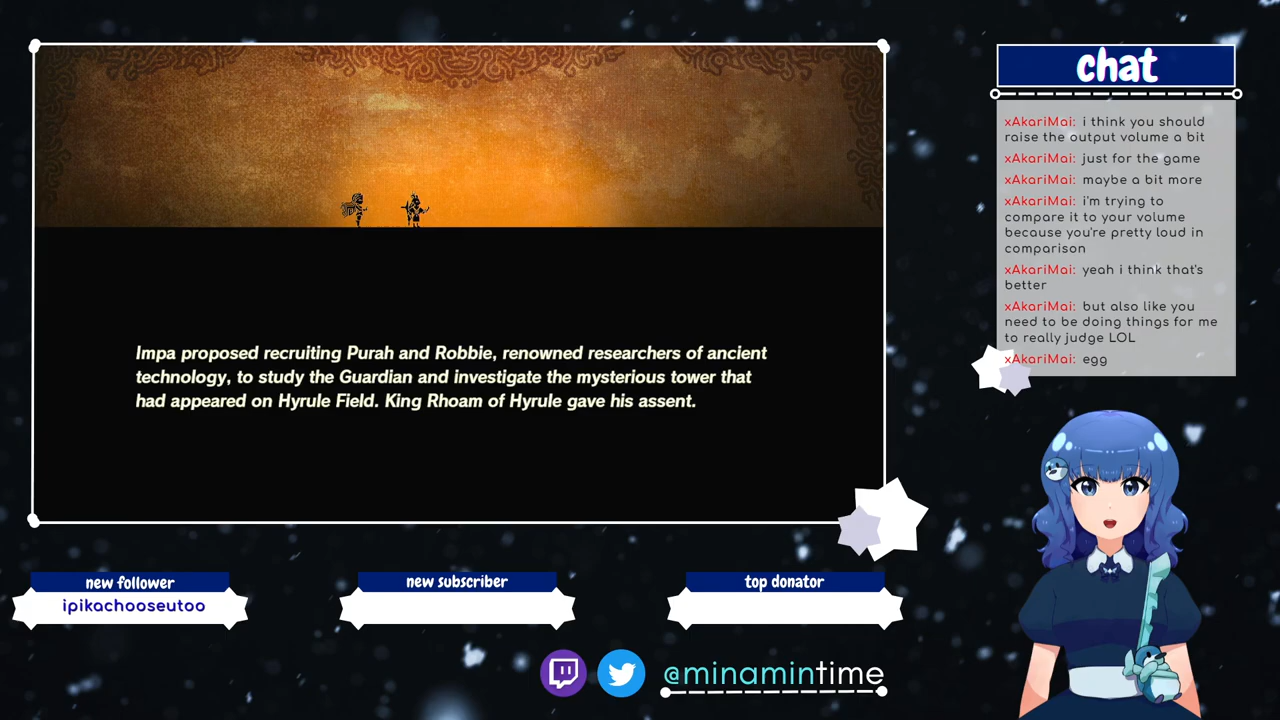 chat
xAkariMai: i think you should
raise the output volume a bit
xAkariMai: just for the game
xAkariMai: maybe a bit more
xAkariMai: i'm trying to
compare it to your volume
because you're pretty loud in
comparison
xAkariMai: yeah i think that's
better
xAkariMai: but also like you
need to be doing things for me
to really judge LOL
xAkariMai: egg
Impa proposed recruiting Purah and Robbie, renowned researchers of ancient
technology, to study the Guardian and investigate the mysterious tower that
had appeared on Hyrule Field. King Rhoam of Hyrule gave his assent.
new follower
ipikachooseutoo
new subscriber
top donator
@minamintime